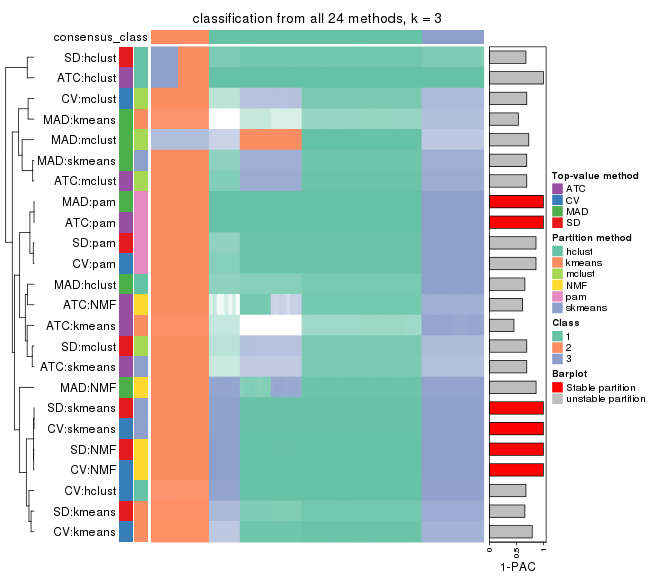 classification from all 24 methods, k = 3
consensus_class
SD:hclust
ATC:hclust
CV:mclust
MAD:kmeans
MAD:mclust
MAD:skmeans
ATC:mclust
MAD:pam
ATC:pam
SD:pam
CV:pam
MAD:hclust
ATC:NMF
ATC:kmeans
SD:mclust
ATC:skmeans
MAD:NMF
SD:skmeans
CV:skmeans
SD:NMF
CV:NMF
CV:hclust
SD:kmeans
CV:kmeans
0 0.5 1
1-PAC
Top-value method
ATC
CV
MAD
SD
Partition method
hclust
kmeans
mclust
NMF
pam
skmeans
Class
1
2
3
Barplot
Stable partition
unstable partition